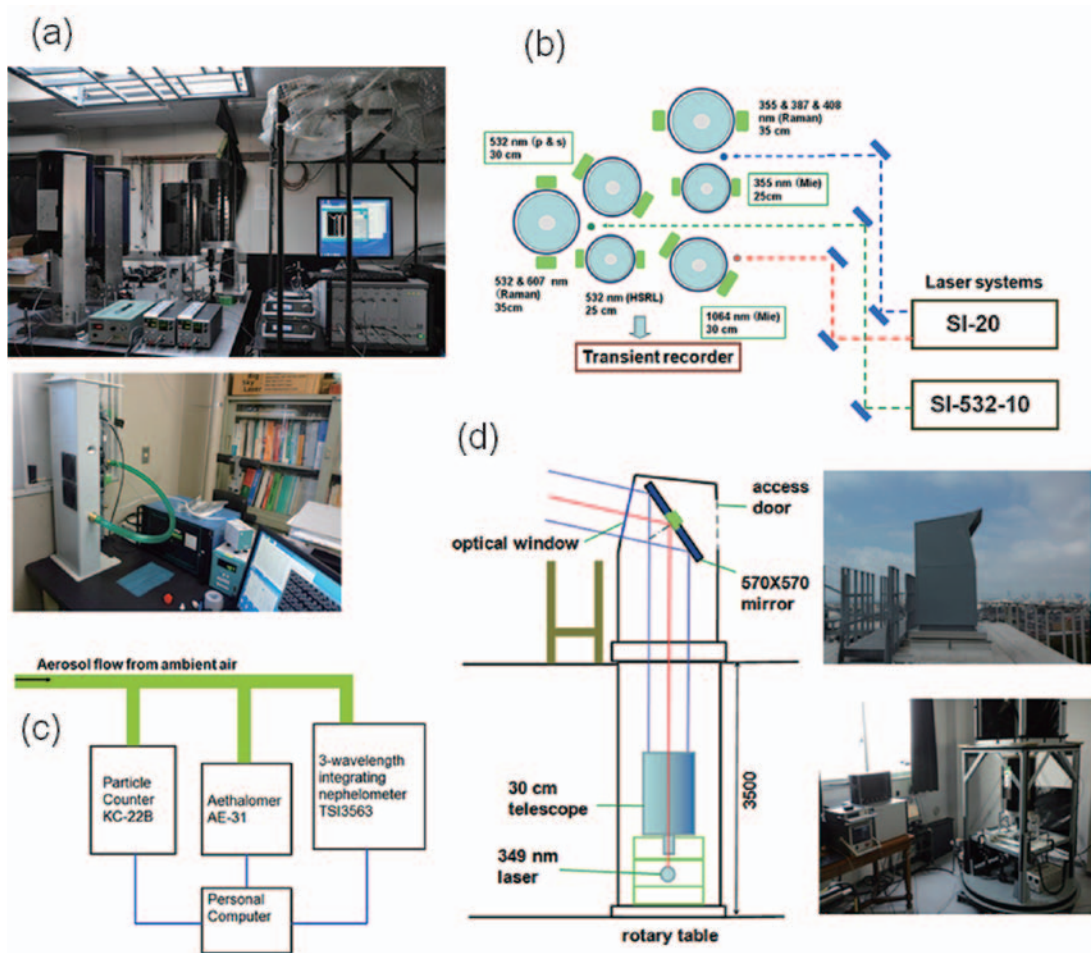 (a)
(b)
355 & 387 & 408
nm (Raman)
35 cm
532 nm (p & s)
30 cm
355 nm (Mie)
25cm
532 & 607 nm
(Raman)
35cm
532 nm (HSRL)
25 cm
1064 nm (Mie)
30 cm
Transient recorder
Laser systems
SI-20
SI-532-10
Aerosol flow from ambient air
(c)
Particle
Counter
KC-22B
Aethalomer
AE-31
3-wavelength
integrating
nephelometer
TSI3563
Personal
Computer
(d)
access
door
optical window
570X570
mirror
30 cm
telescope
349 nm
laser
3500
rotary table